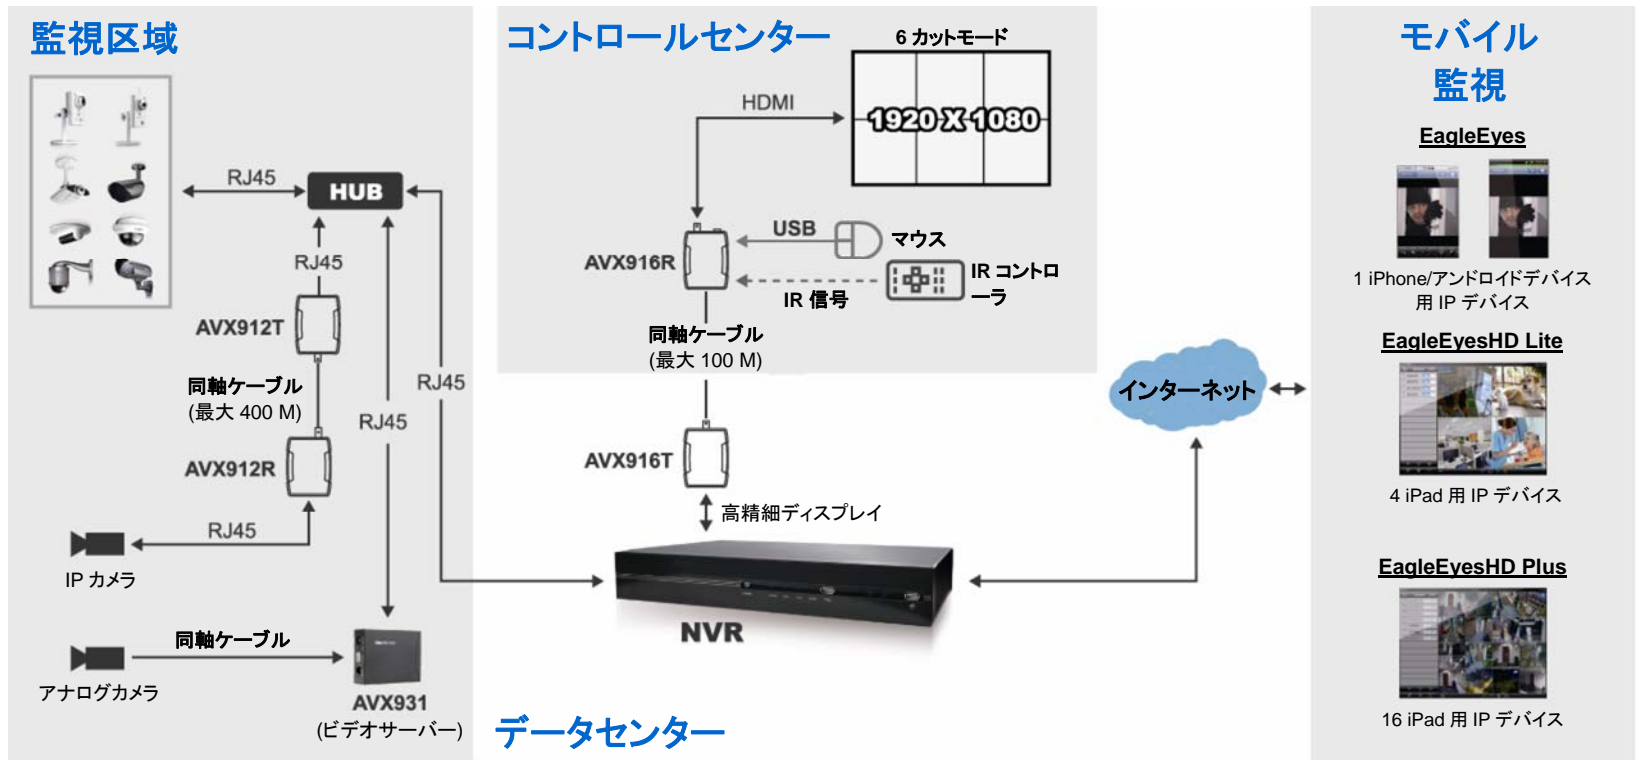 監視区域
RJ45
HUB
RJ45
AVX912T
同軸ケーブル
(最大 400 M)
AVX912R
RJ45
IP カメラ
RJ45
RJ45
同軸ケーブル
アナログカメラ
AVX931
(ビデオサーバー)
コントロールセンター
6 カットモード
HDMI
1920 X 1080
USB
マウス
AVX916R
IR コントロ
ーラ
IR 信号
同軸ケーブル
(最大 100 M)
AVX916T
高精細ディスプレイ
NVR
データセンター
インターネット
モバイル
監視
EagleEyes
1 iPhone/アンドロイドデバイス
用 IP デバイス
EagleEyesHD Lite
4 iPad 用 IP デバイス
EagleEyesHD Plus
16 iPad 用 IP デバイス